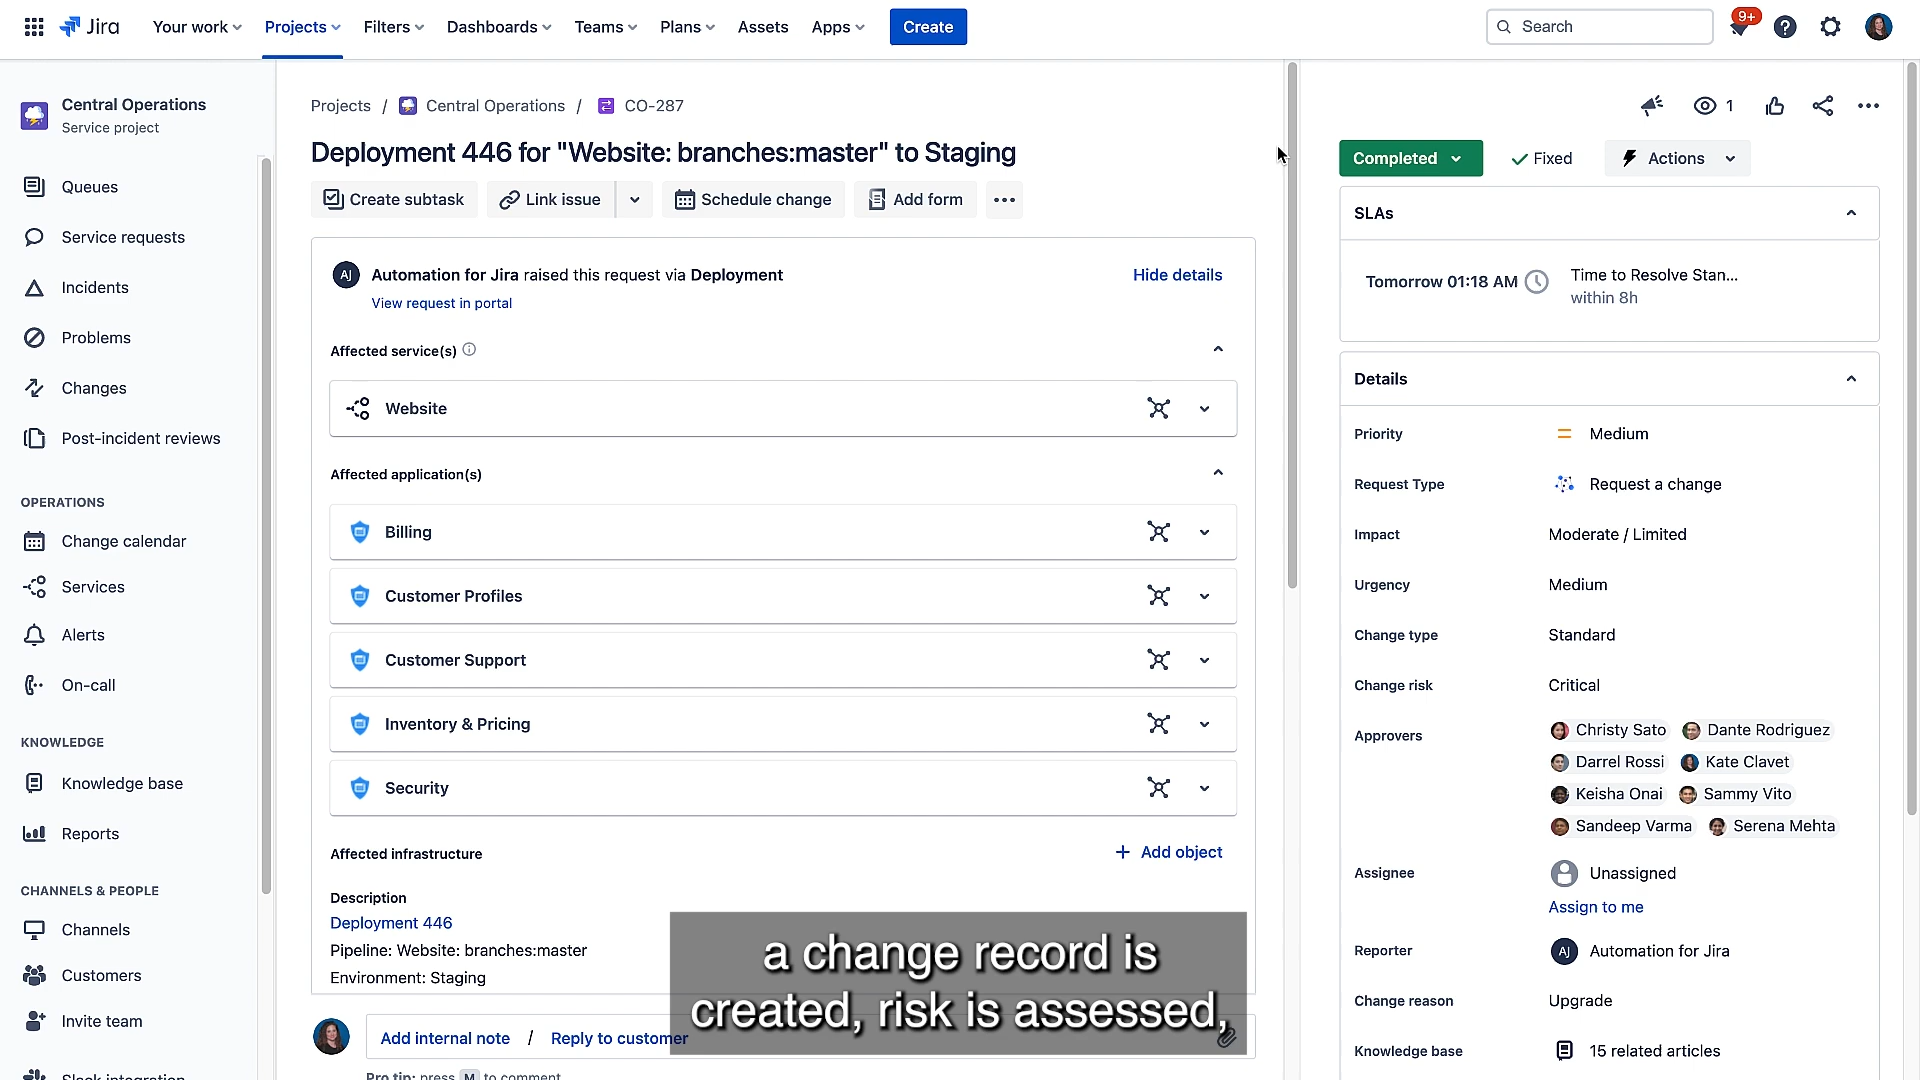 Jira
Your work
Projects
Filters
Dashboards
Teams
Plans
Assets
Apps
Create
Search
9+
Central Operations
Service project
Queues
Service requests
Incidents
Problems
Changes
Post-incident reviews
OPERATIONS
Change calendar
Services
Alerts
On-call
KNOWLEDGE
Knowledge base
Reports
CHANNELS & PEOPLE
Channels
Customers
Invite team
Slack integration
Projects / Central Operations / CO-287
Deployment 446 for "Website: branches:master" to Staging
Create subtask
Link issue
Schedule change
Add form
AJ
Automation for Jira raised this request via Deployment
Hide details
View request in portal
Affected service(s)
Website
Affected application(s)
Billing
Customer Profiles
Customer Support
Inventory & Pricing
Security
Affected infrastructure
+ Add object
Description
Deployment 446
Pipeline: Website: branches:master
Environment: Staging
Add internal note / Reply to customer
Pro tip: press M to comment
a change record is
created, risk is assessed,
1
Completed
Fixed
Actions
SLAs
Tomorrow 01:18 AM
Time to Resolve Stan...
within 8h
Details
Priority
Medium
Request Type
Request a change
Impact
Moderate / Limited
Urgency
Medium
Change type
Standard
Change risk
Critical
Approvers
Christy Sato
Dante Rodriguez
Darrel Rossi
Kate Clavet
Keisha Onai
Sammy Vito
Sandeep Varma
Serena Mehta
Assignee
Unassigned
Assign to me
Reporter
AJ
Automation for Jira
Change reason
Upgrade
Knowledge base
15 related articles